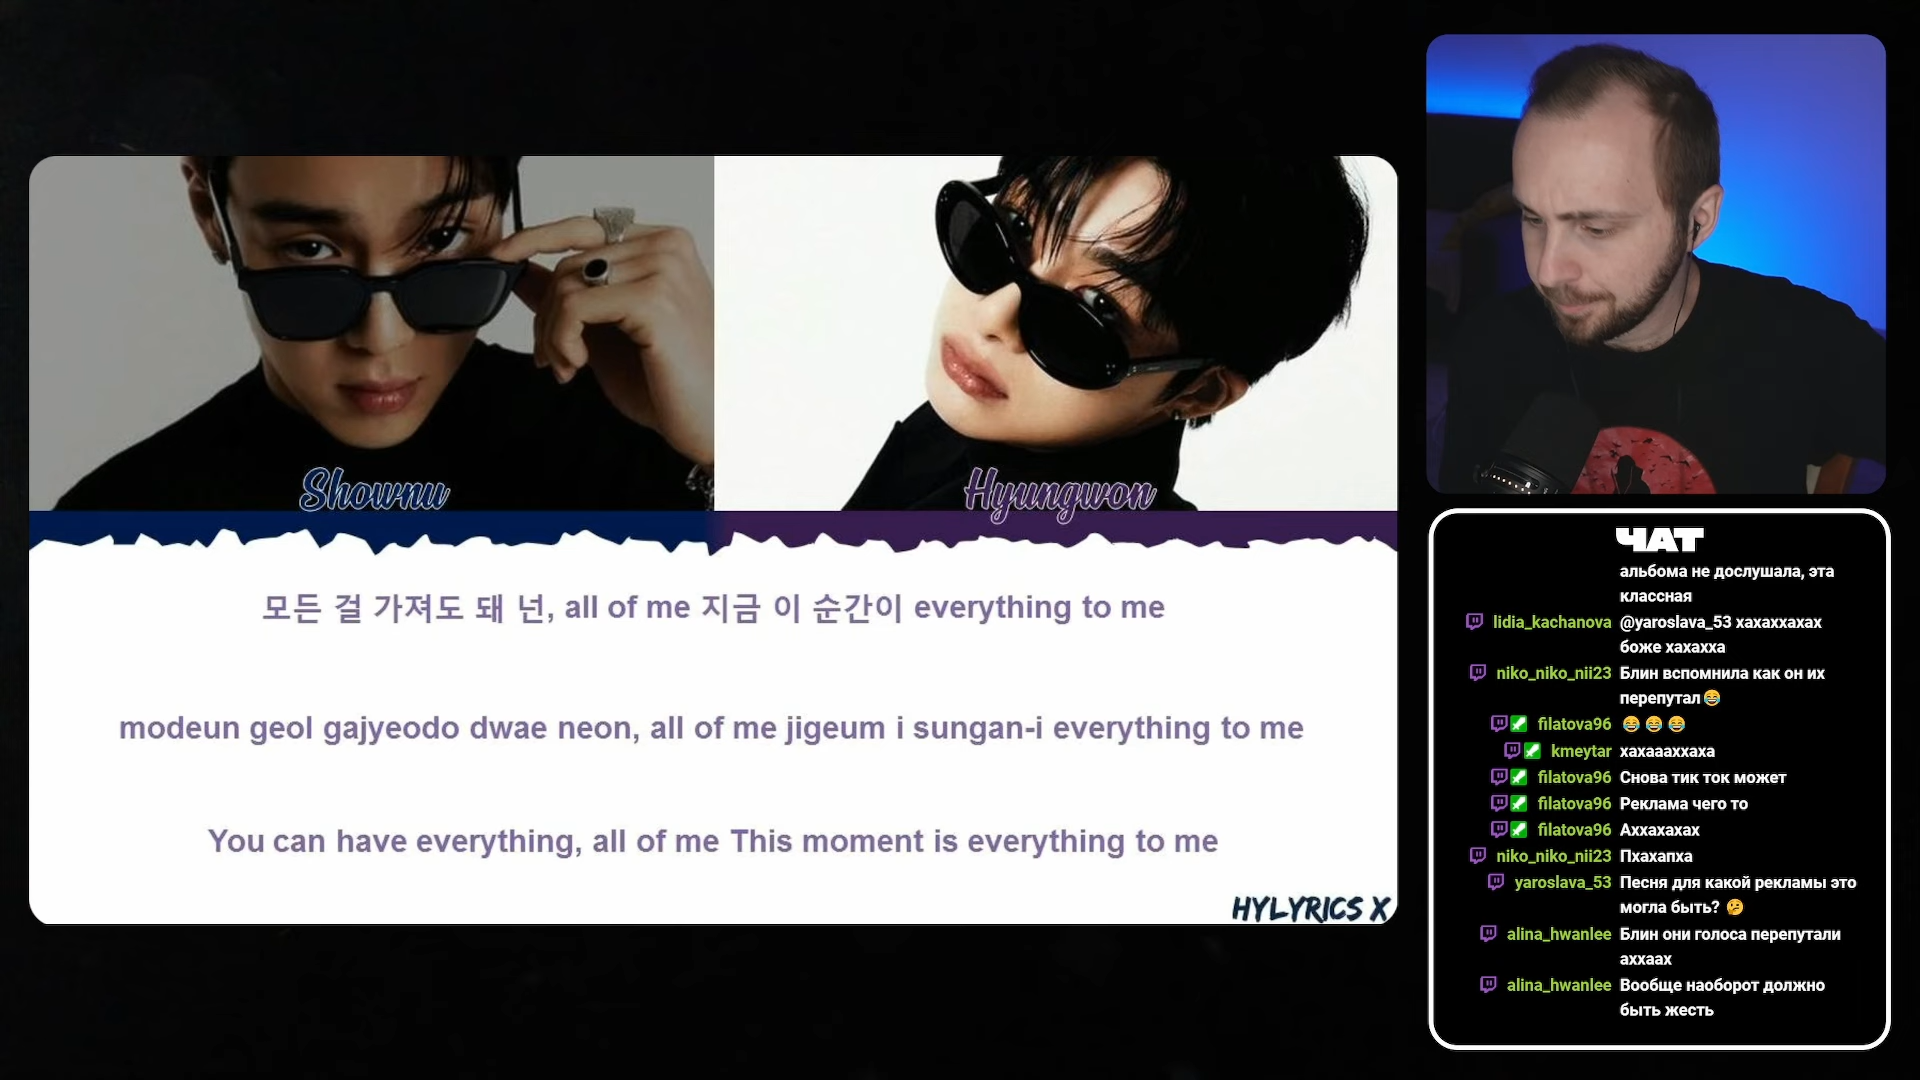 Shownu
Hyungwon
모든 걸 가져도 돼 넌, all of me 지금 이 순간이 everything to me
modeun geol gajyeodo dwae neon, all of me jigeum i sungan-i everything to me
You can have everything, all of me This moment is everything to me
HYLYRICS X
ЧАТ
альбома не дослушала, эта
классная
lidia_kachanova @yaroslava_53 хахаххахах
боже хахахха
niko_niko_nii23 Блин вспомнила как он их
перепутал😂
filatova96 😂 😂 😂
kmeytar хахаааххаха
filatova96 Снова тик ток может
filatova96 Реклама чего то
filatova96 Аххахахах
niko_niko_nii23 Пхахапха
yaroslava_53 Песня для какой рекламы это
могла быть? 🤔
alina_hwanlee Блин они голоса перепутали
аххаах
alina_hwanlee Вообще наоборот должно
быть жесть